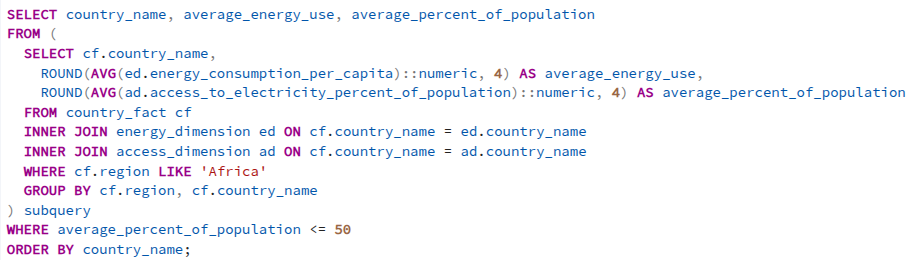 SELECT country_name, average_energy_use, average_percent_of_population
FROM (
  SELECT cf.country_name,
    ROUND(AVG(ed.energy_consumption_per_capita)::numeric, 4) AS average_energy_use,
    ROUND(AVG(ad.access_to_electricity_percent_of_population)::numeric, 4) AS average_percent_of_population
  FROM country_fact cf
  INNER JOIN energy_dimension ed ON cf.country_name = ed.country_name
  INNER JOIN access_dimension ad ON cf.country_name = ad.country_name
  WHERE cf.region LIKE 'Africa'
  GROUP BY cf.region, cf.country_name
) subquery
WHERE average_percent_of_population <= 50
ORDER BY country_name;